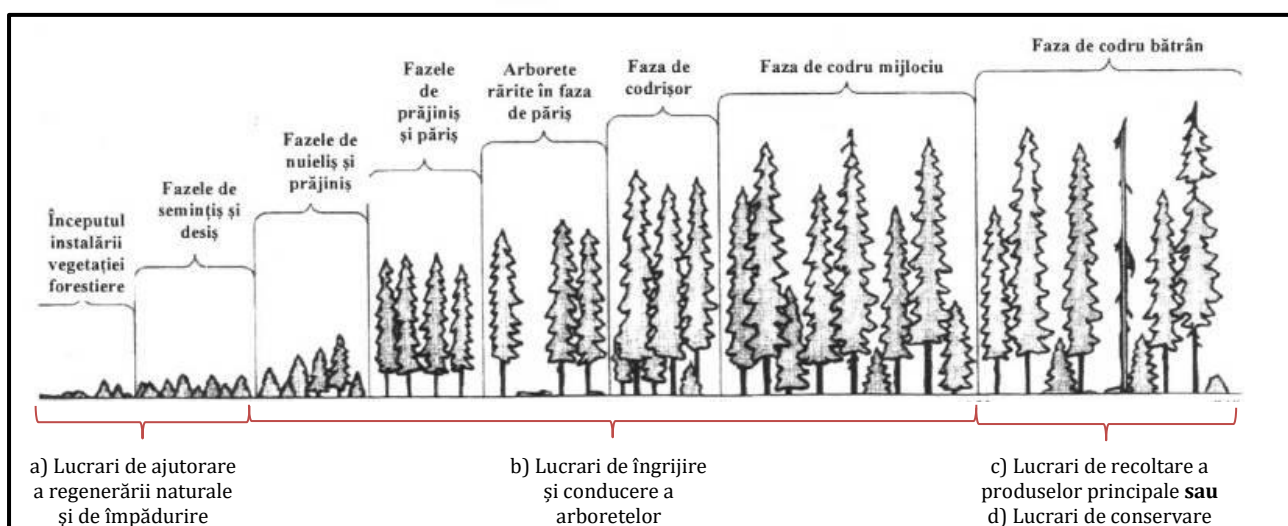 Începutul
instalării
vegetației
forestiere
Fazele de
semințiș și
desiș
Fazele de
nuieliș și
prăjiniș
Fazele
de
prăjiniș
și păriș
Arborete
rărite în faza
de păriș
Faza de
codrișor
Faza de codru mijlociu
Faza de codru bătrân
a) Lucrari de ajutorare
a regenerării naturale
și de împădurire
b) Lucrari de îngrijire
și conducere a
arboretelor
c) Lucrari de recoltare a
produselor principale sau
d) Lucrari de conservare